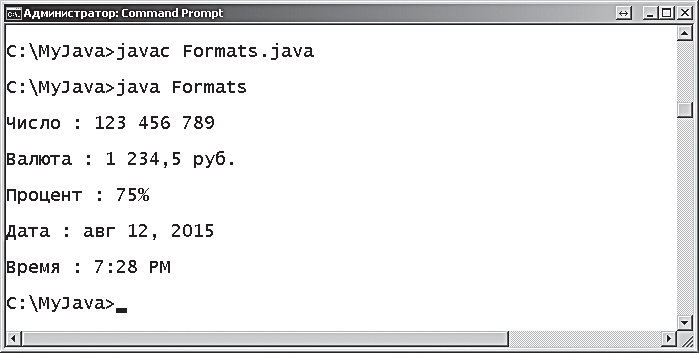 Администратор: Command Prompt
C:\MyJava>javac Formats.java
C:\MyJava>java Formats
Число : 123 456 789
Валюта : 1 234,5 руб.
Процент : 75%
Дата : авг 12, 2015
Время : 7:28 PM
C:\MyJava>_